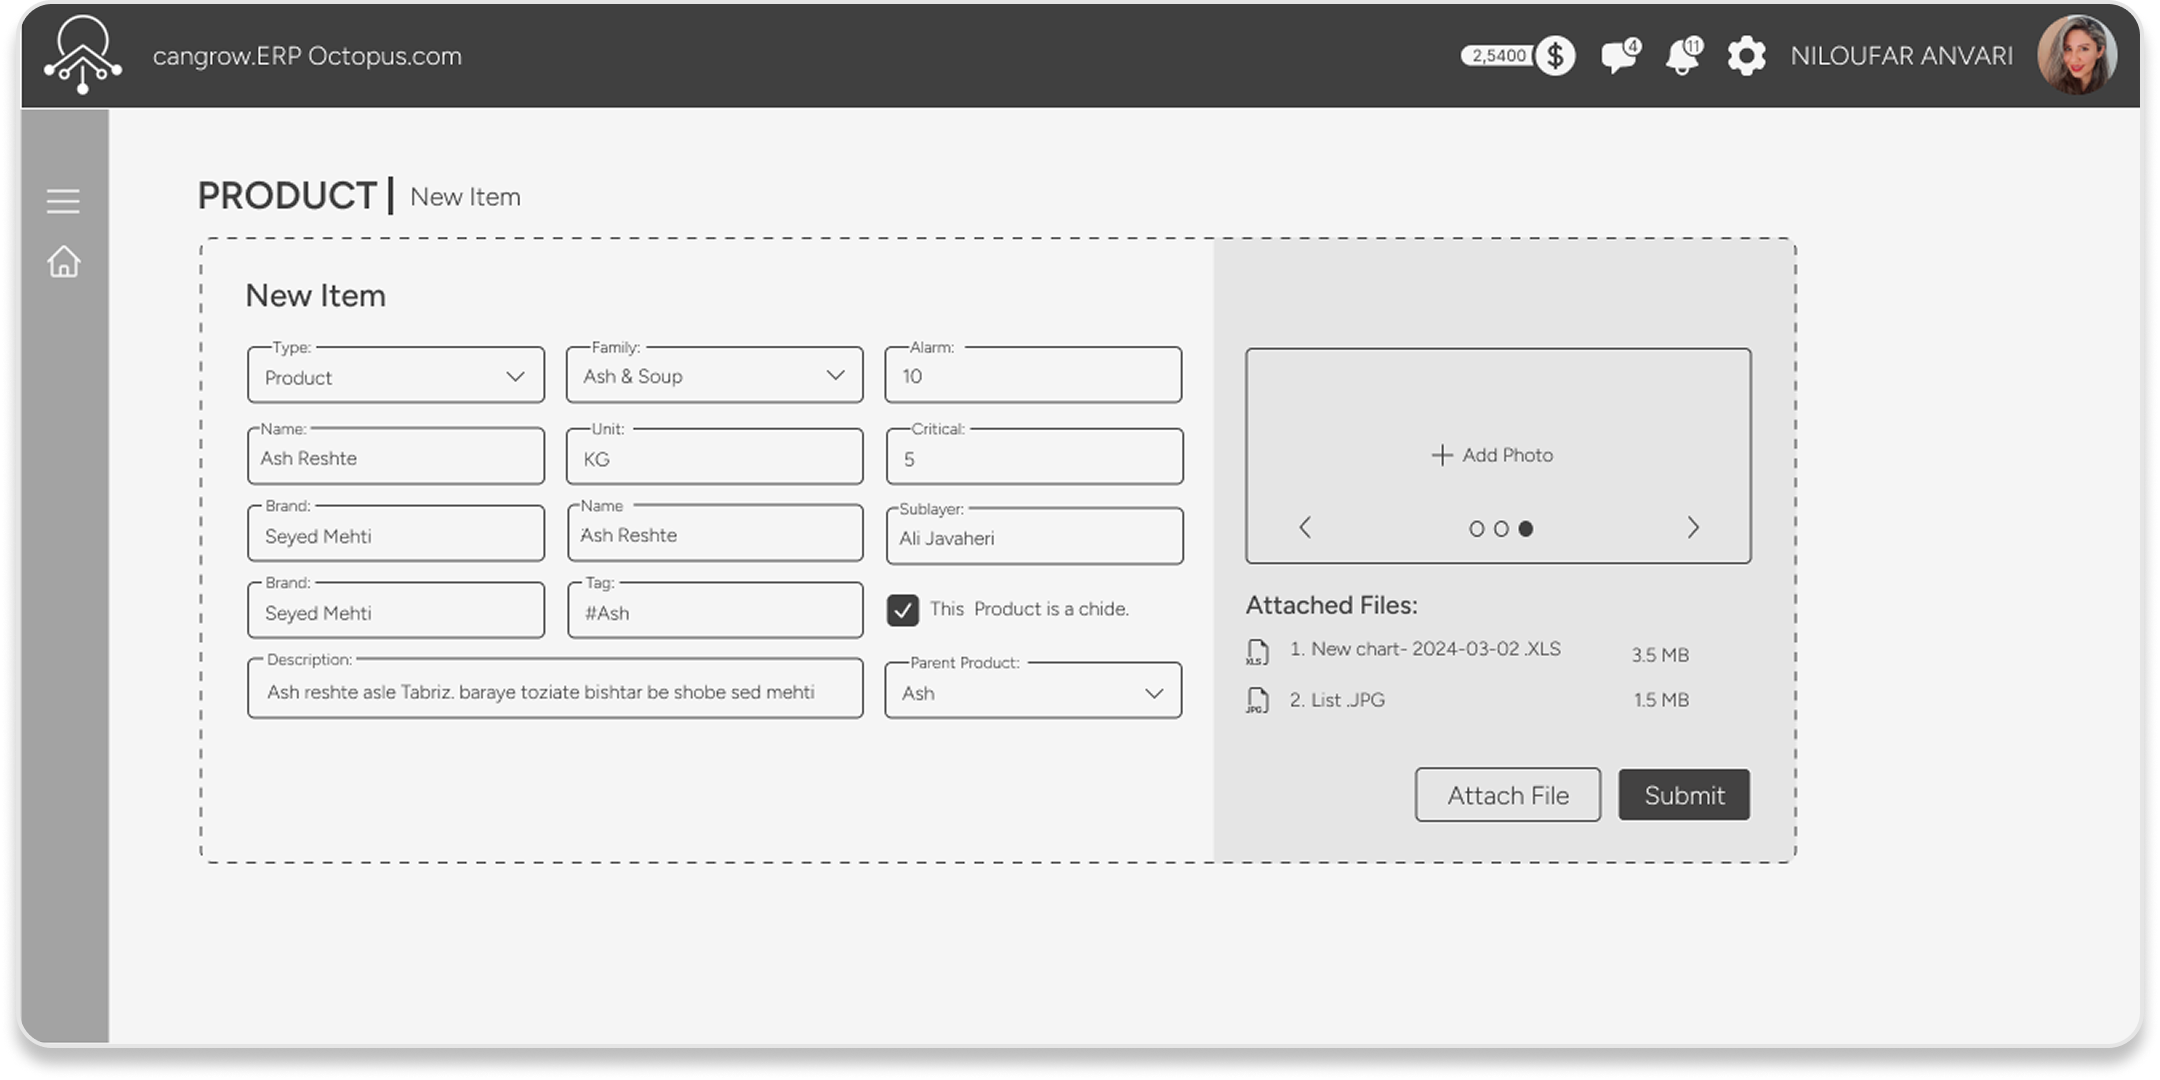 cangrow.ERP Octopus.com
2,5400
$
4
11
NILOUFAR ANVARI
PRODUCT | New Item
New Item
Type:
Product
Family:
Ash & Soup
Alarm:
10
Name:
Ash Reshte
Unit:
KG
Critical:
5
Brand:
Seyed Mehti
Name
Ash Reshte
Sublayer:
Ali Javaheri
Brand:
Seyed Mehti
Tag:
#Ash
This Product is a chide.
Description:
Ash reshte asle Tabriz. baraye toziate bishtar be shobe sed mehti
Parent Product:
Ash
+ Add Photo
Attached Files:
XLS
1. New chart- 2024-03-02 .XLS
3.5 MB
JPG
2. List .JPG
1.5 MB
Attach File
Submit